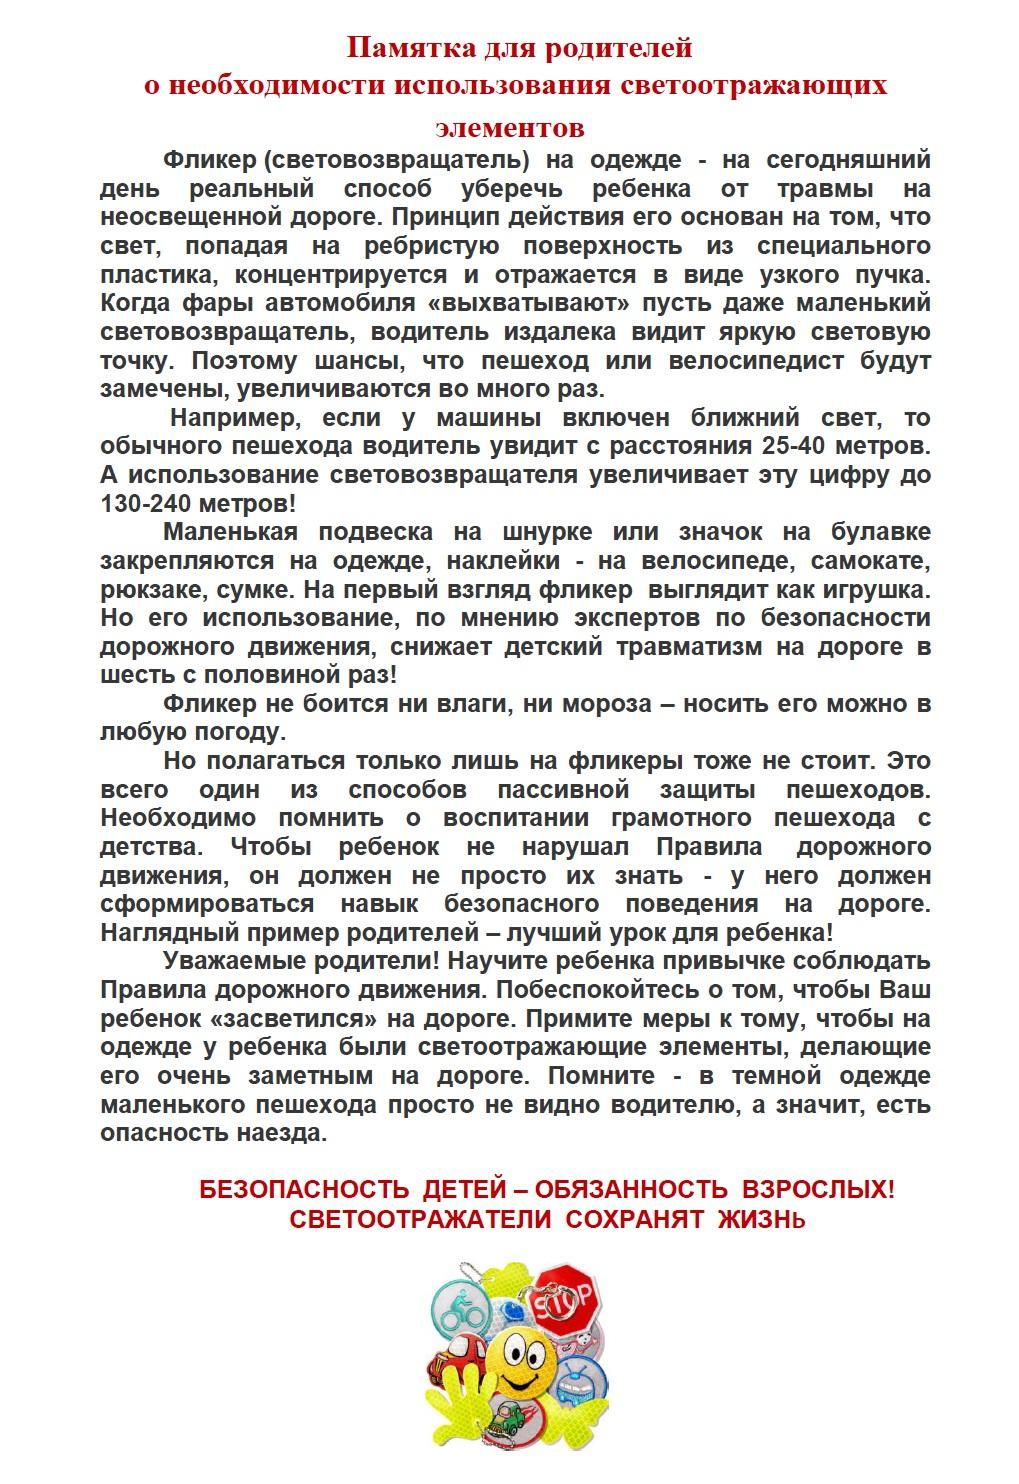 Памятка для родителей
о необходимости использования светоотражающих
элементов
Фликер (световозвращатель) на одежде - на сегодняшний
день реальный способ уберечь ребенка от травмы на
неосвещенной дороге. Принцип действия его основан на том, что
свет, попадая на ребристую поверхность из специального
пластика, концентрируется и отражается в виде узкого пучка.
Когда фары автомобиля «выхватывают» пусть даже маленький
световозвращатель, водитель издалека видит яркую световую
точку. Поэтому шансы, что пешеход или велосипедист будут
замечены, увеличиваются во много раз.
Например, если у машины включен ближний свет, то
обычного пешехода водитель увидит с расстояния 25-40 метров.
А использование световозвращателя увеличивает эту цифру до
130-240 метров!
Маленькая подвеска на шнурке или значок на булавке
закрепляются на одежде, наклейки - на велосипеде, самокате,
рюкзаке, сумке. На первый взгляд фликер выглядит как игрушка.
Но его использование, по мнению экспертов по безопасности
дорожного движения, снижает детский травматизм на дороге в
шесть с половиной раз!
Фликер не боится ни влаги, ни мороза – носить его можно в
любую погоду.
Но полагаться только лишь на фликеры тоже не стоит. Это
всего один из способов пассивной защиты пешеходов.
Необходимо помнить о воспитании грамотного пешехода с
детства. Чтобы ребенок не нарушал Правила дорожного
движения, он должен не просто их знать - у него должен
сформироваться навык безопасного поведения на дороге.
Наглядный пример родителей – лучший урок для ребенка!
Уважаемые родители! Научите ребенка привычке соблюдать
Правила дорожного движения. Побеспокойтесь о том, чтобы Ваш
ребенок «засветился» на дороге. Примите меры к тому, чтобы на
одежде у ребенка были светоотражающие элементы, делающие
его очень заметным на дороге. Помните - в темной одежде
маленького пешехода просто не видно водителю, а значит, есть
опасность наезда.
БЕЗОПАСНОСТЬ ДЕТЕЙ – ОБЯЗАННОСТЬ ВЗРОСЛЫХ!
СВЕТООТРАЖАТЕЛИ СОХРАНЯТ ЖИЗНЬ
STOP